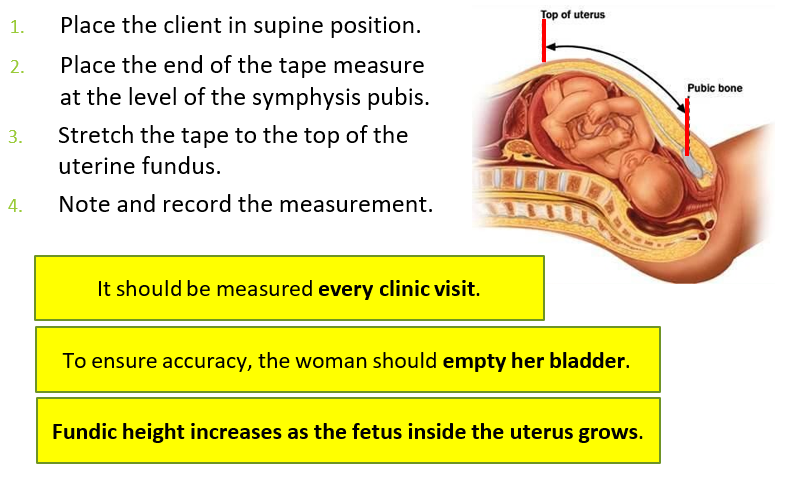 1. Place the client in supine position.
2. Place the end of the tape measure
at the level of the symphysis pubis.
3. Stretch the tape to the top of the
uterine fundus.
4. Note and record the measurement.
Top of uterus
Pubic bone
It should be measured every clinic visit.
To ensure accuracy, the woman should empty her bladder.
Fundic height increases as the fetus inside the uterus grows.